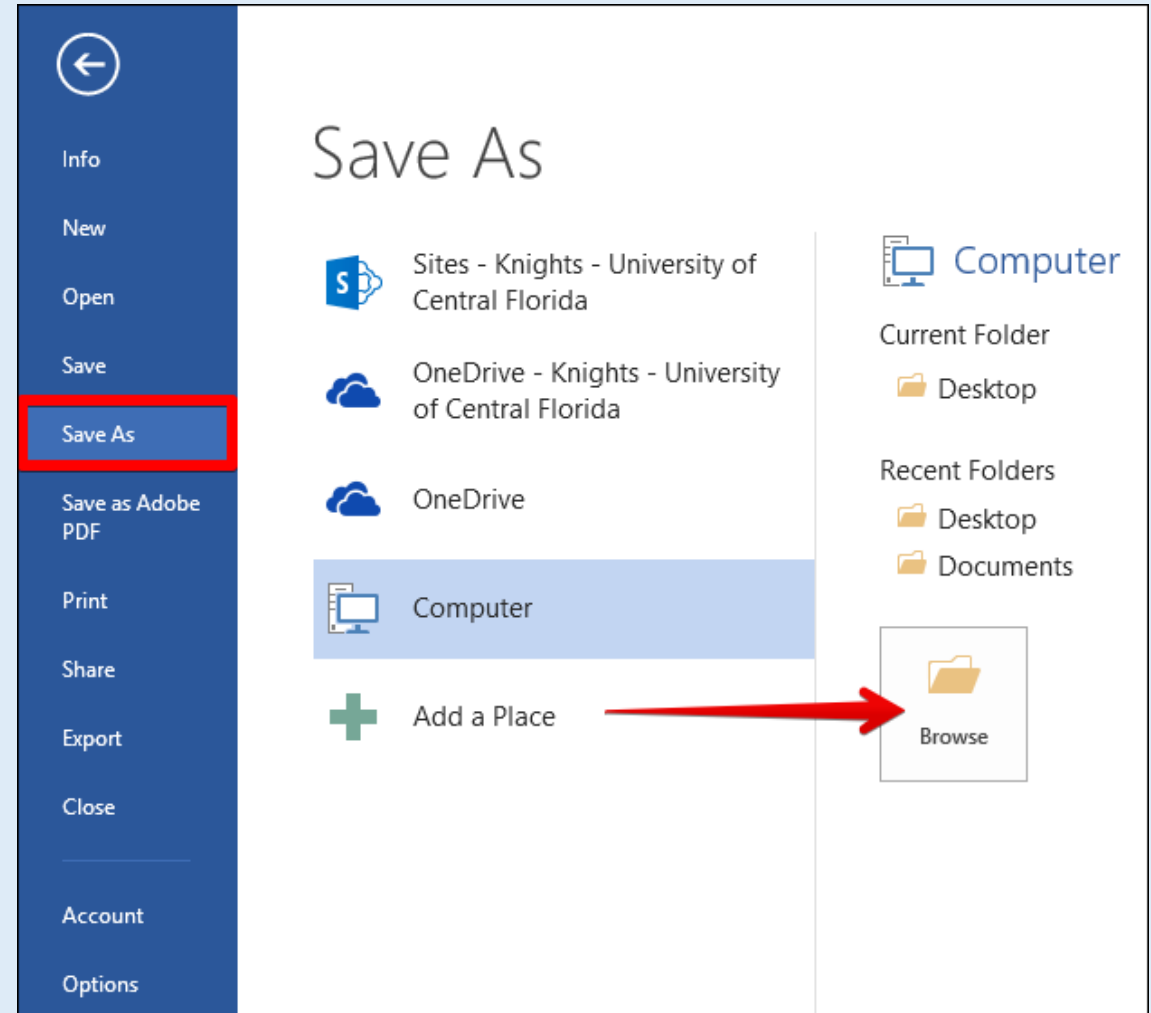 Info
New
Open
Save
Save As
Save as Adobe
PDF
Print
Share
Export
Close
Account
Options
Save As
S
Sites - Knights - University of
Central Florida
OneDrive - Knights - University
of Central Florida
OneDrive
Computer
Add a Place
Computer
Current Folder
Desktop
Recent Folders
Desktop
Documents
Browse